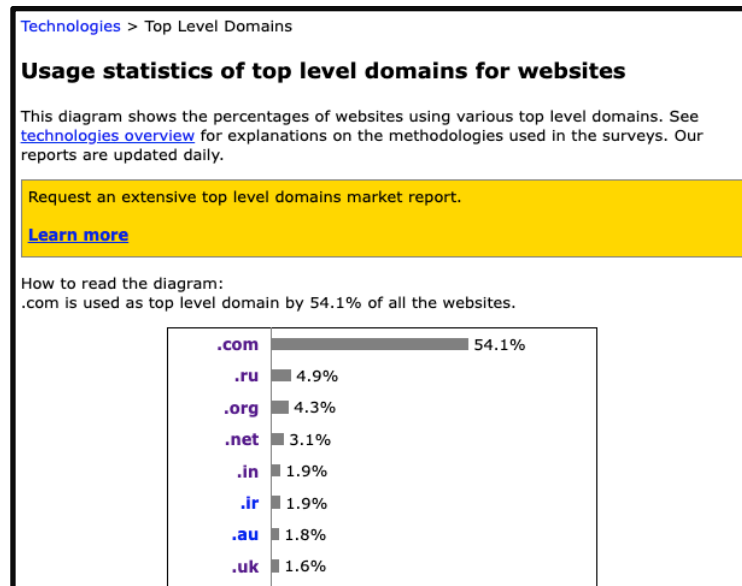 Technologies > Top Level Domains
Usage statistics of top level domains for websites
This diagram shows the percentages of websites using various top level domains. See
technologies overview for explanations on the methodologies used in the surveys. Our
reports are updated daily.
Request an extensive top level domains market report.
Learn more
How to read the diagram:
.com is used as top level domain by 54.1% of all the websites.
.com 54.1%
.ru 4.9%
.org 4.3%
.net 3.1%
.in 1.9%
.ir 1.9%
.au 1.8%
.uk 1.6%